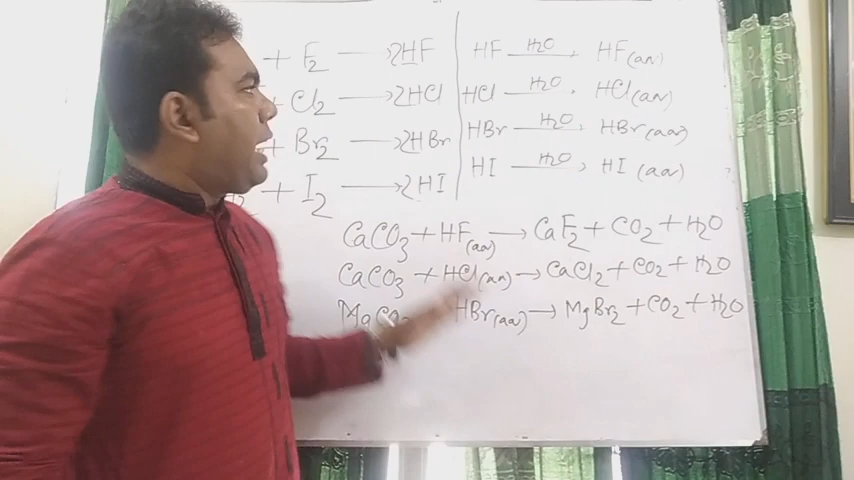 + F₂ ⟶ 2HF
+ Cl₂ ⟶ 2HCl
+ Br₂ ⟶ 2HBr
+ I₂ ⟶ 2HI
HF —H₂O→ HF(aq)
HCl —H₂O→ HCl(aq)
HBr —H₂O→ HBr(aq)
HI —H₂O→ HI (aq)
CaCO₃ + HF(aq) ⟶ CaF₂ + CO₂ + H₂O
CaCO₃ + HCl(aq) → CaCl₂ + CO₂ + H₂O
MgCO₃ HBr(aq) → MgBr₂ + CO₂ + H₂O